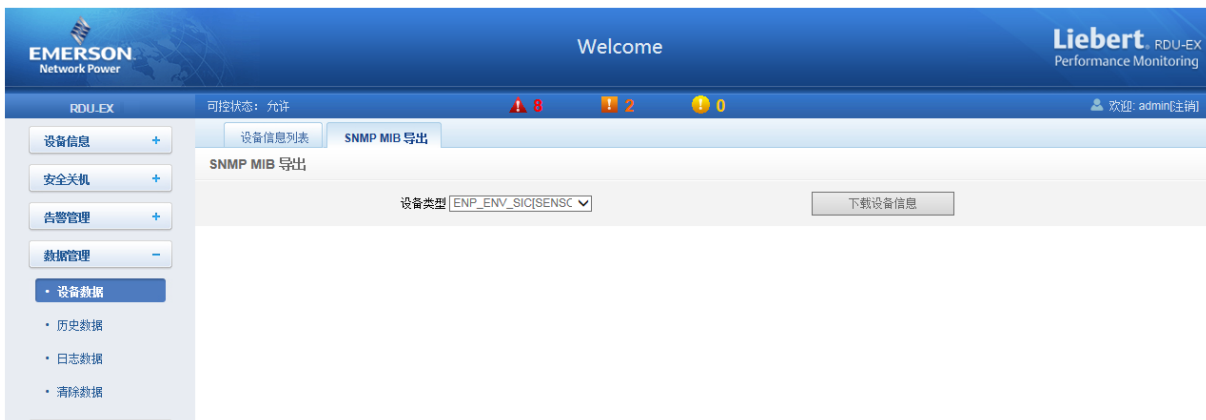 EMERSON
Network Power
Welcome
Liebert® RDU-EX
Performance Monitoring
RDU-EX
可控状态：允许
8
2
0
欢迎: admin[注销]
设备信息 +
安全关机 +
告警管理 +
数据管理 −
• 设备数据
• 历史数据
• 日志数据
• 清除数据
设备信息列表
SNMP MIB 导出
SNMP MIB 导出
设备类型 ENP_ENV_SIC[SENSC
下载设备信息